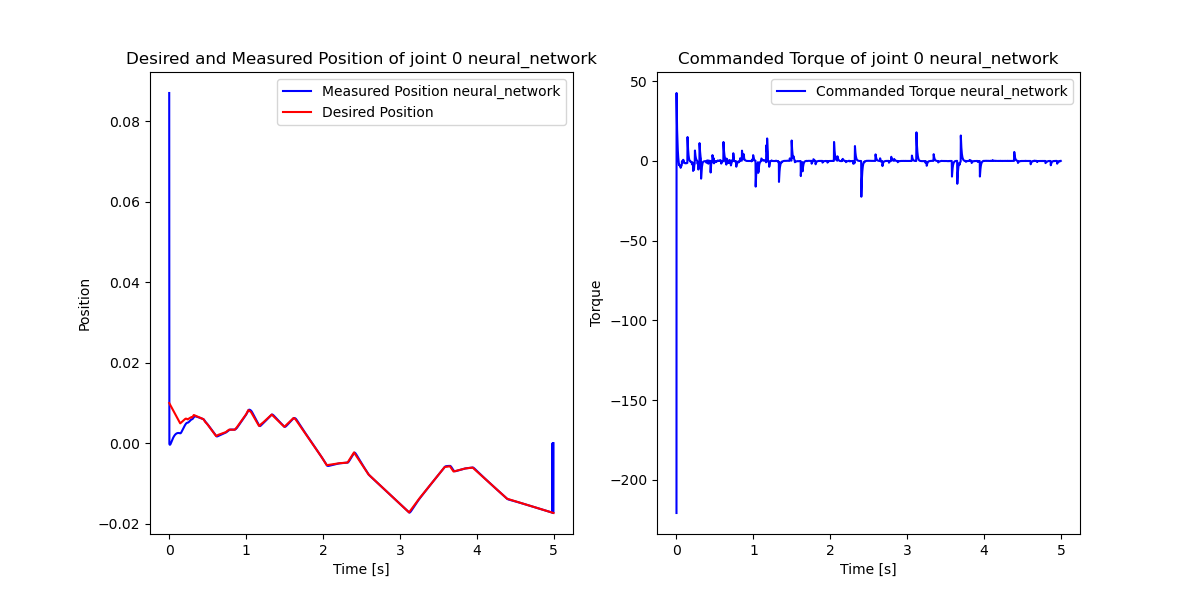 Desired and Measured Position of joint 0 neural_network
Measured Position neural_network
Desired Position
0.08
0.06
0.04
0.02
0.00
−0.02
Position
0
1
2
3
4
5
Time [s]
Commanded Torque of joint 0 neural_network
Commanded Torque neural_network
50
0
−50
−100
−150
−200
Torque
0
1
2
3
4
5
Time [s]